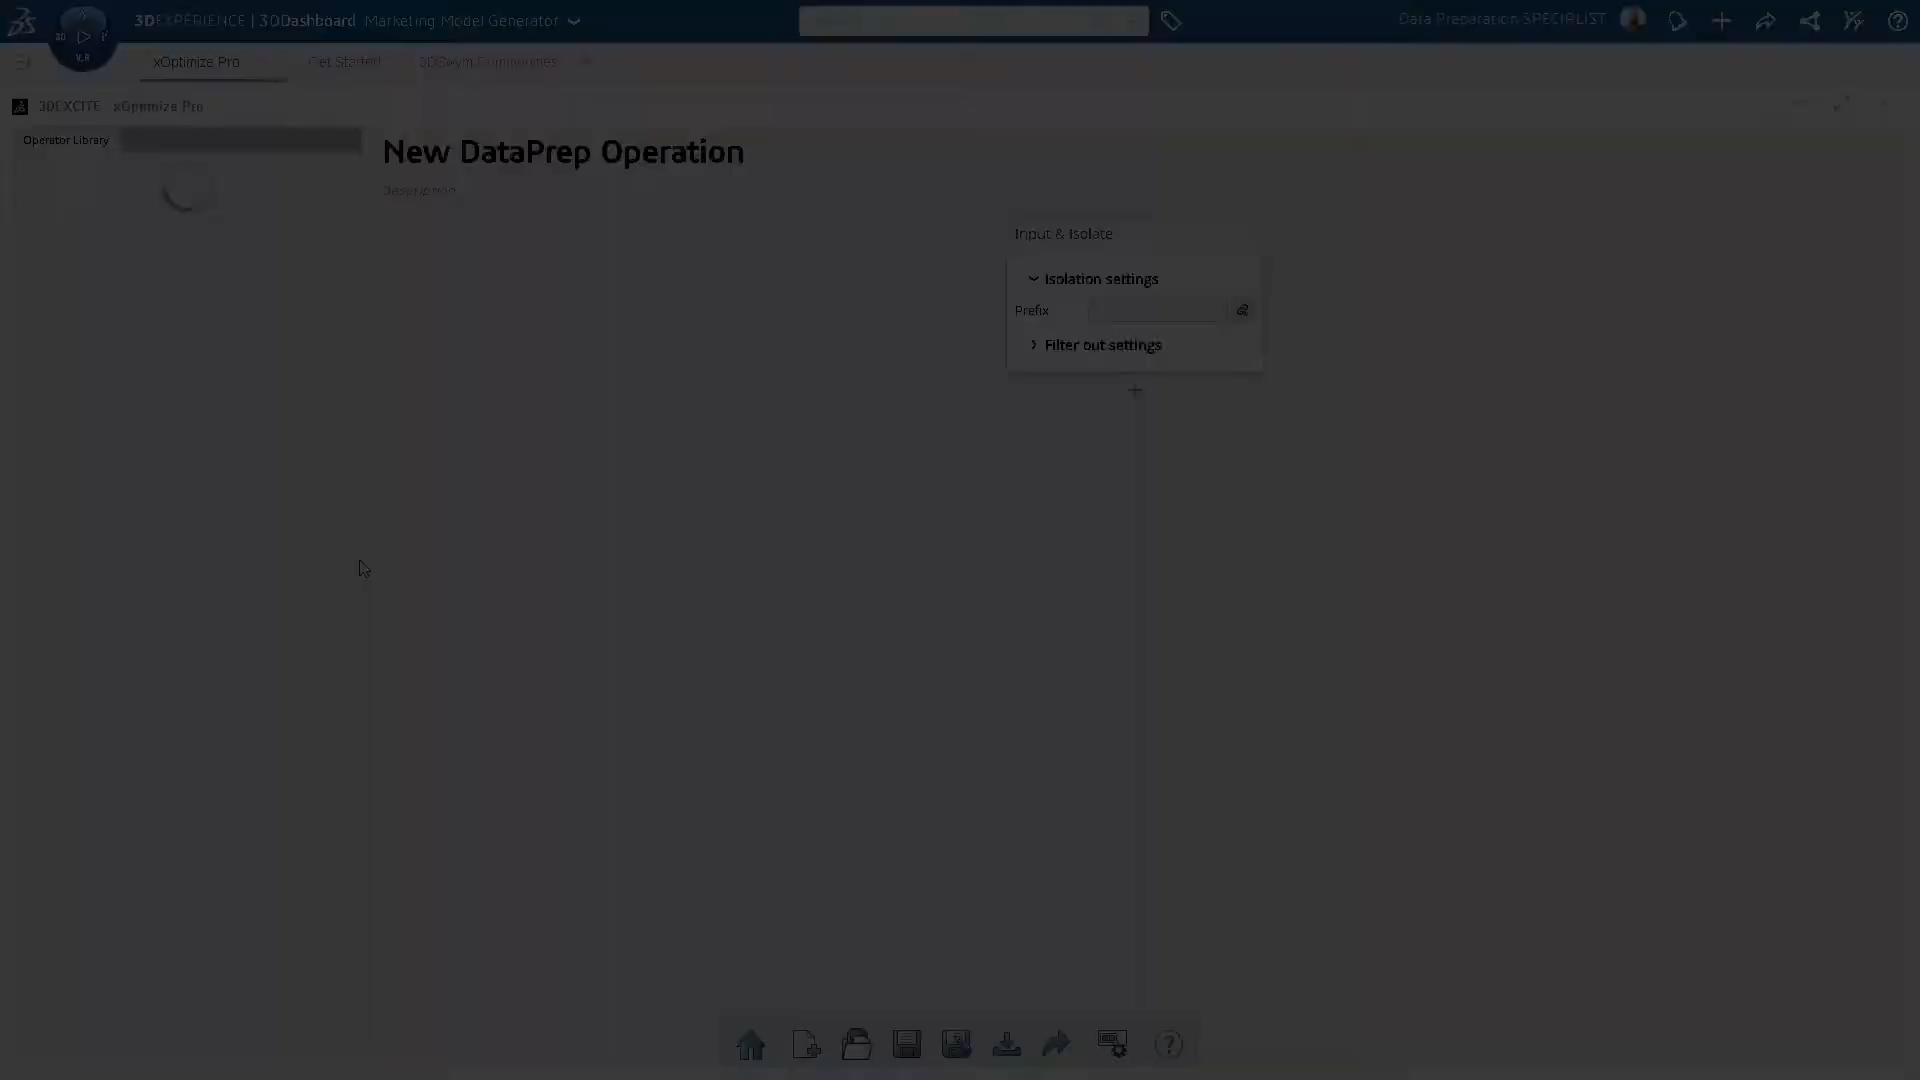 3DEXPERIENCE | 3DDashboard Marketing Model Generator
Data Preparation SPECIALIST
3D
V.R
xOptimize Pro
Get Started
3DSwym Communities
3DEXCITE xOptimize Pro
Operator Library
New DataPrep Operation
Description
Input & Isolate
Isolation settings
Prefix
Filter out settings